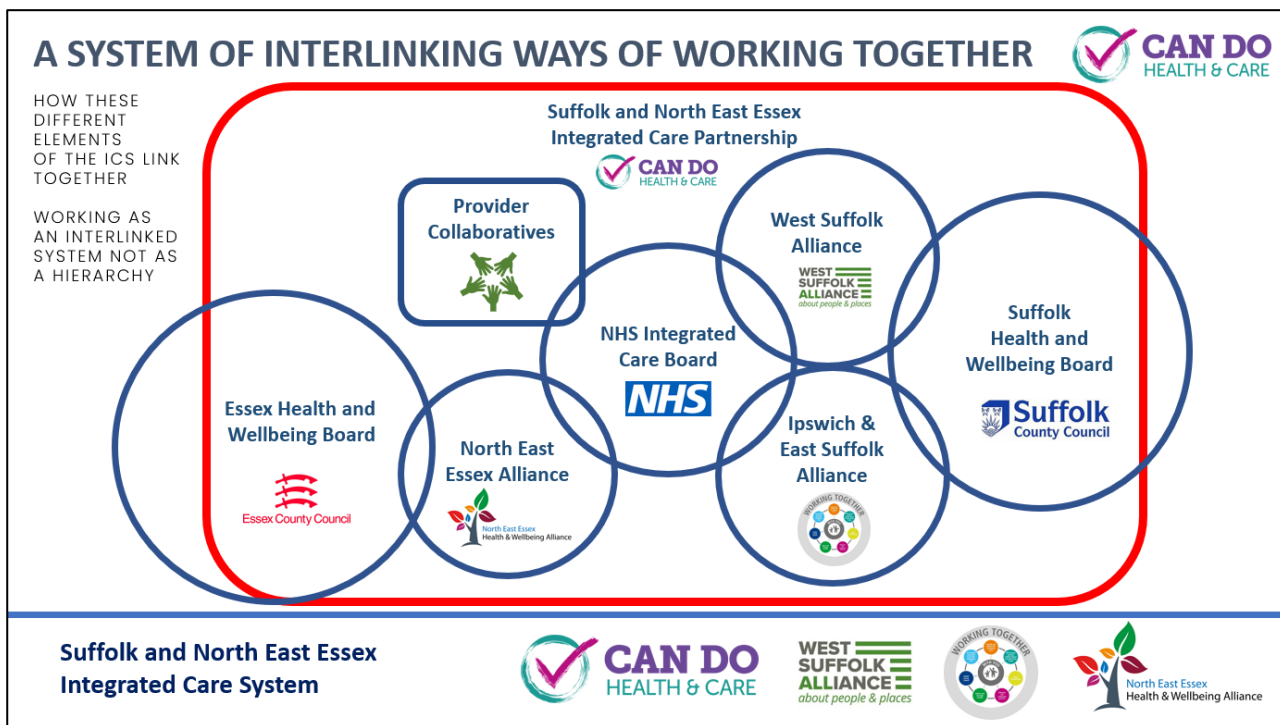 A SYSTEM OF INTERLINKING WAYS OF WORKING TOGETHER
CAN DO
HEALTH & CARE
HOW THESE
DIFFERENT
ELEMENTS
OF THE ICS LINK
TOGETHER
WORKING AS
AN INTERLINKED
SYSTEM NOT AS
A HIERARCHY
Suffolk and North East Essex
Integrated Care Partnership
CAN DO
HEALTH & CARE
Provider
Collaboratives
West Suffolk
Alliance
WEST
SUFFOLK
ALLIANCE
about people & places
NHS Integrated
Care Board
NHS
Suffolk
Health and
Wellbeing Board
Suffolk
County Council
Essex Health and
Wellbeing Board
Essex County Council
North East
Essex Alliance
North East Essex
Health & Wellbeing Alliance
Ipswich &
East Suffolk
Alliance
WORKING TOGETHER
Suffolk and North East Essex
Integrated Care System
CAN DO
HEALTH & CARE
WEST
SUFFOLK
ALLIANCE
about people & places
WORKING TOGETHER
North East Essex
Health & Wellbeing Alliance